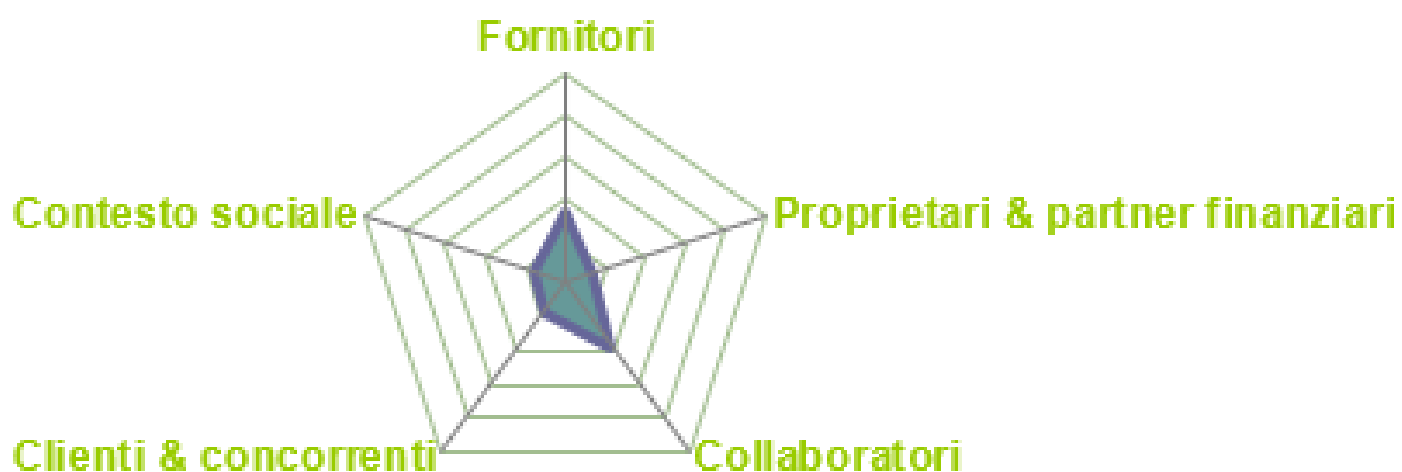 Fornitori
Contesto sociale
Proprietari & partner finanziari
Clienti & concorrenti
Collaboratori